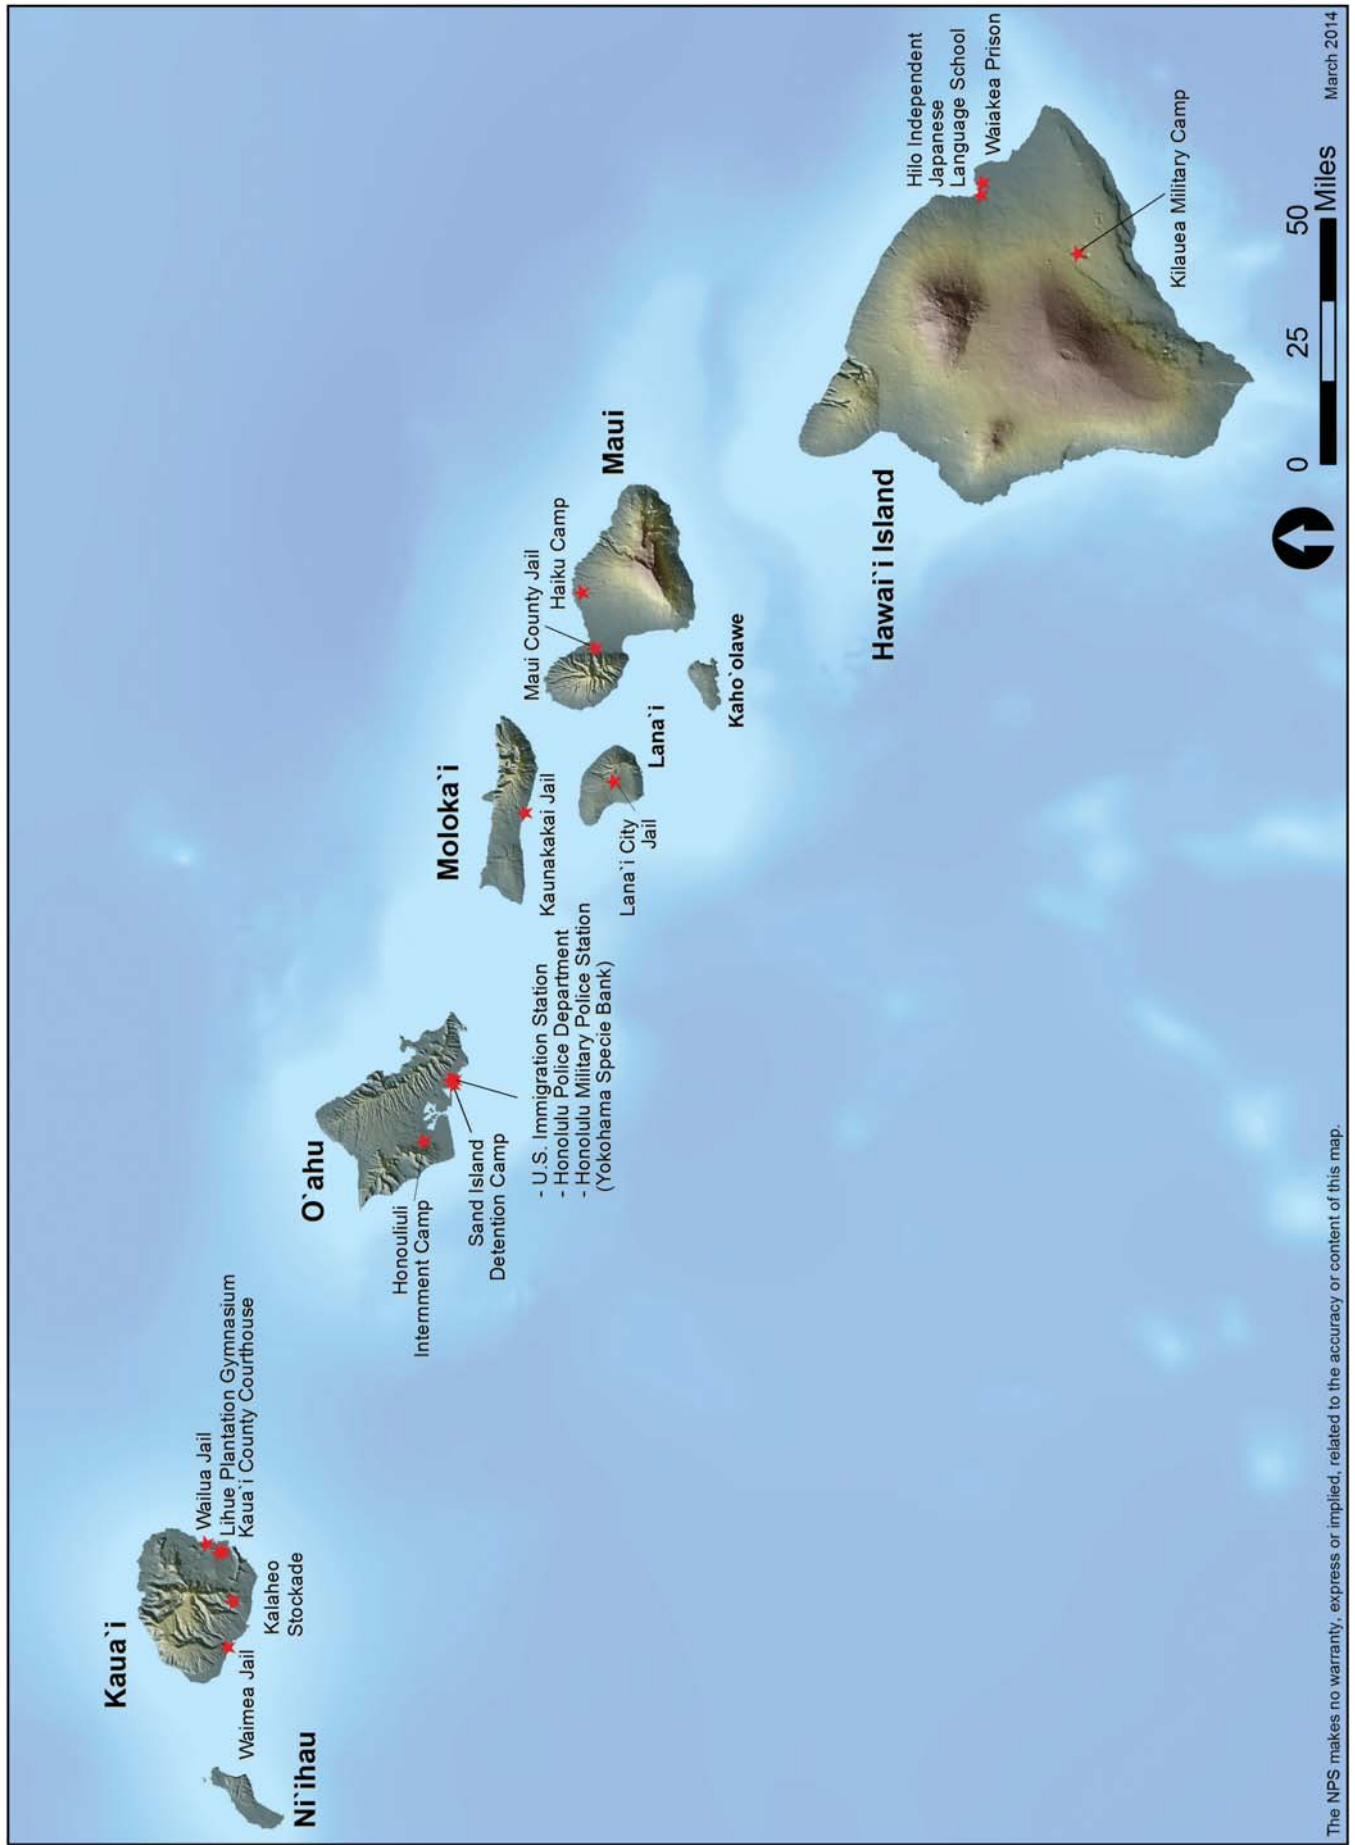 Kaua`i
Wailua Jail
Lihue Plantation Gymnasium
Kaua`i County Courthouse
Kalaheo
Stockade
Waimea Jail
Ni`ihau
O`ahu
Honouliuli
Internment Camp
Sand Island
Detention Camp
- U.S. Immigration Station
- Honolulu Police Department
- Honolulu Military Police Station
(Yokohama Specie Bank)
Moloka`i
Kaunakakai Jail
Lana`i City
Jail
Lana`i
Maui County Jail
Haiku Camp
Maui
Kaho`olawe
Hawai`i Island
Hilo Independent
Japanese
Language School
Waiakea Prison
Kilauea Military Camp
0 25 50
Miles
The NPS makes no warranty, express or implied, related to the accuracy or content of this map.
March 2014